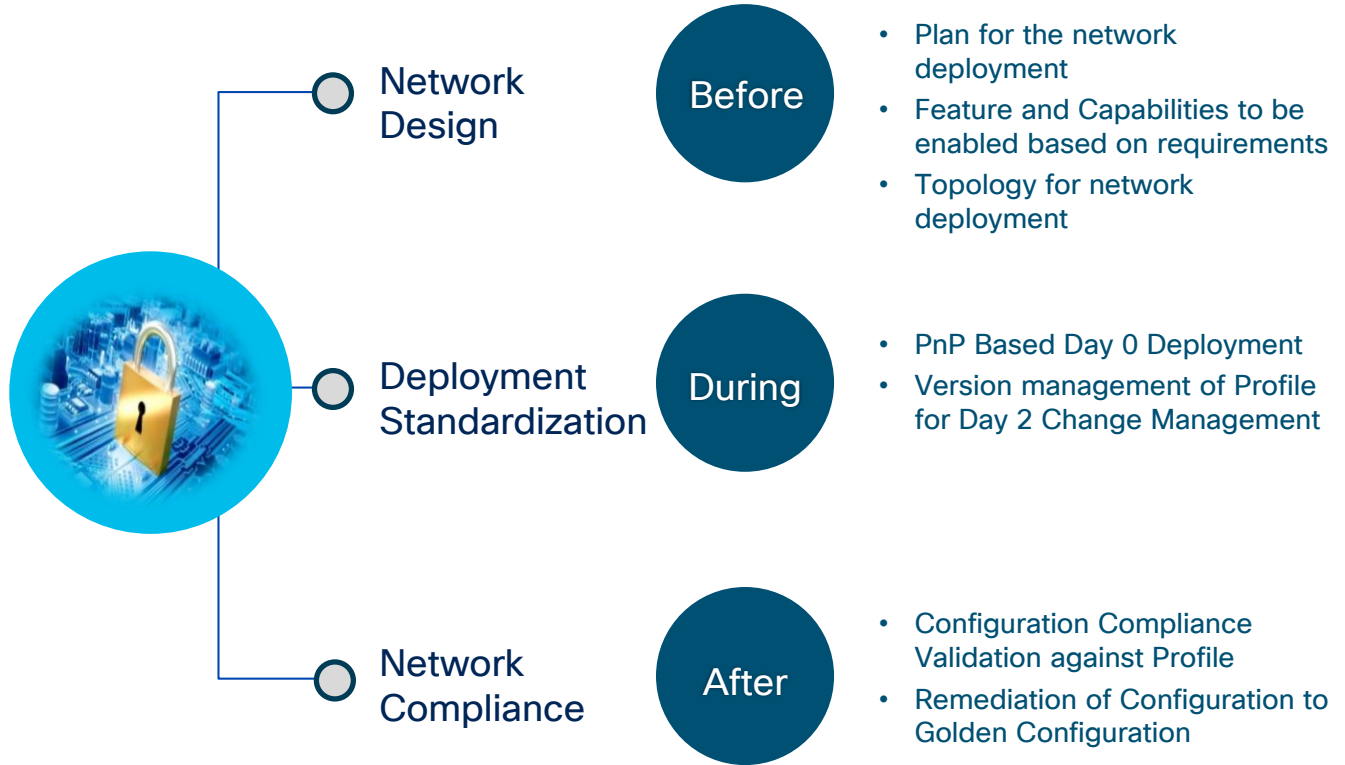 Network
Design
Before
• Plan for the network
deployment
• Feature and Capabilities to be
enabled based on requirements
• Topology for network
deployment
Deployment
Standardization
During
• PnP Based Day 0 Deployment
• Version management of Profile
for Day 2 Change Management
Network
Compliance
After
• Configuration Compliance
Validation against Profile
• Remediation of Configuration to
Golden Configuration